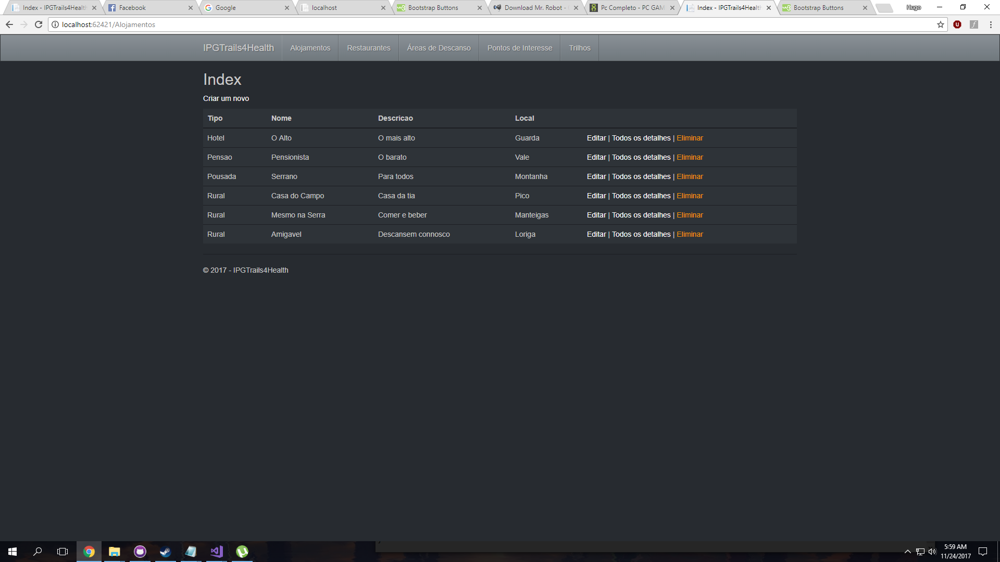 Index - IPGTrails4Health Facebook Google localhost Bootstrap Buttons Download Mr. Robot - Pc Completo - PC GAM Index - IPGTrails4Health Bootstrap Buttons Hugo
localhost:62421/Alojamentos
IPGTrails4Health Alojamentos Restaurantes Áreas de Descanso Pontos de Interesse Trilhos
Index
Criar um novo
Tipo Nome Descricao Local
Hotel O Alto O mais alto Guarda Editar | Todos os detalhes | Eliminar
Pensao Pensionista O barato Vale Editar | Todos os detalhes | Eliminar
Pousada Serrano Para todos Montanha Editar | Todos os detalhes | Eliminar
Rural Casa do Campo Casa da tia Pico Editar | Todos os detalhes | Eliminar
Rural Mesmo na Serra Comer e beber Manteigas Editar | Todos os detalhes | Eliminar
Rural Amigavel Descansem connosco Loriga Editar | Todos os detalhes | Eliminar
© 2017 - IPGTrails4Health
5:59 AM
11/24/2017